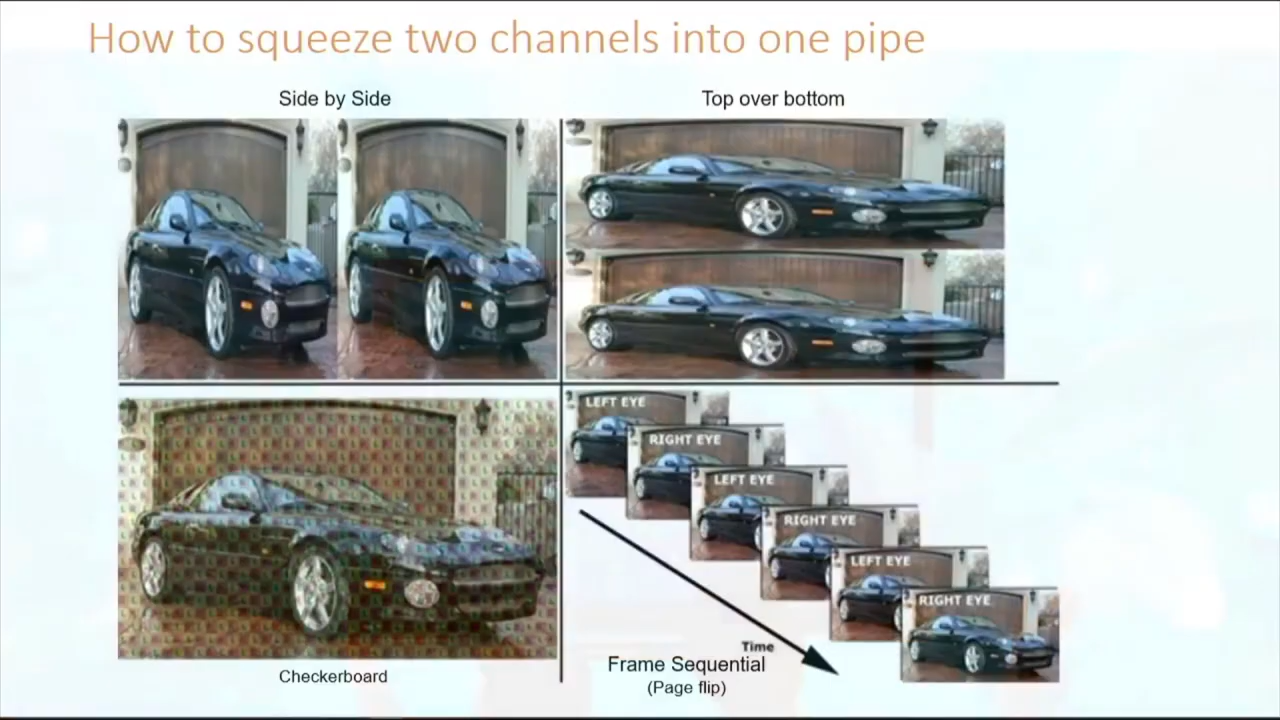 How to squeeze two channels into one pipe
Side by Side
Top over bottom
LEFT EYE
RIGHT EYE
LEFT EYE
RIGHT EYE
LEFT EYE
RIGHT EYE
Time
Frame Sequential
(Page flip)
Checkerboard